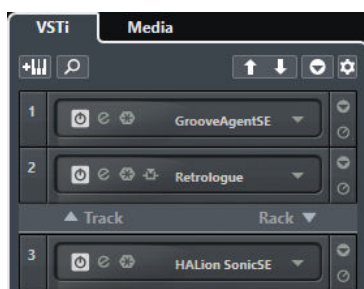 VSTi Media
1 GrooveAgentSE
2 Retrologue
Track Rack
3 HALion SonicSE